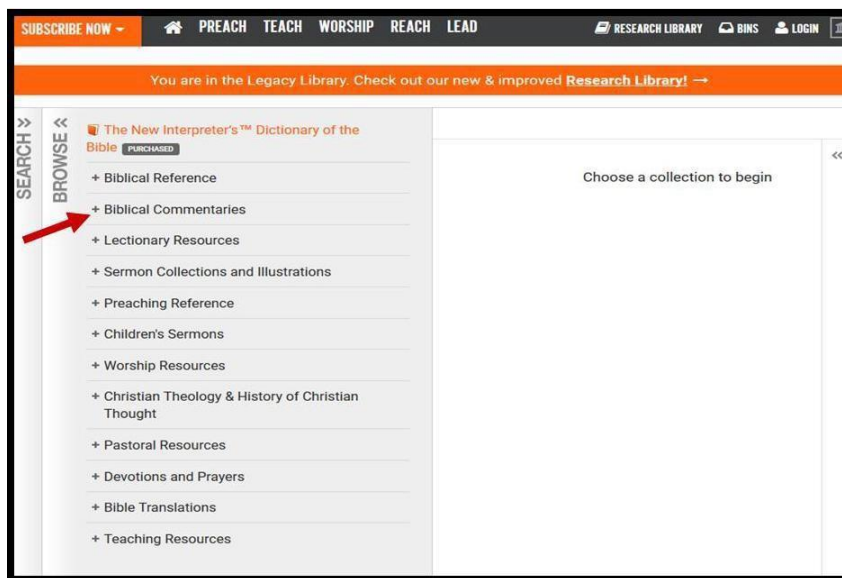 SUBSCRIBE NOW PREACH TEACH WORSHIP REACH LEAD RESEARCH LIBRARY BINS LOGIN
You are in the Legacy Library. Check out our new & improved Research Library! →
SEARCH »
BROWSE «
The New Interpreter's™ Dictionary of the
Bible PURCHASED
+ Biblical Reference
+ Biblical Commentaries
+ Lectionary Resources
+ Sermon Collections and Illustrations
+ Preaching Reference
+ Children's Sermons
+ Worship Resources
+ Christian Theology & History of Christian
Thought
+ Pastoral Resources
+ Devotions and Prayers
+ Bible Translations
+ Teaching Resources
Choose a collection to begin
«